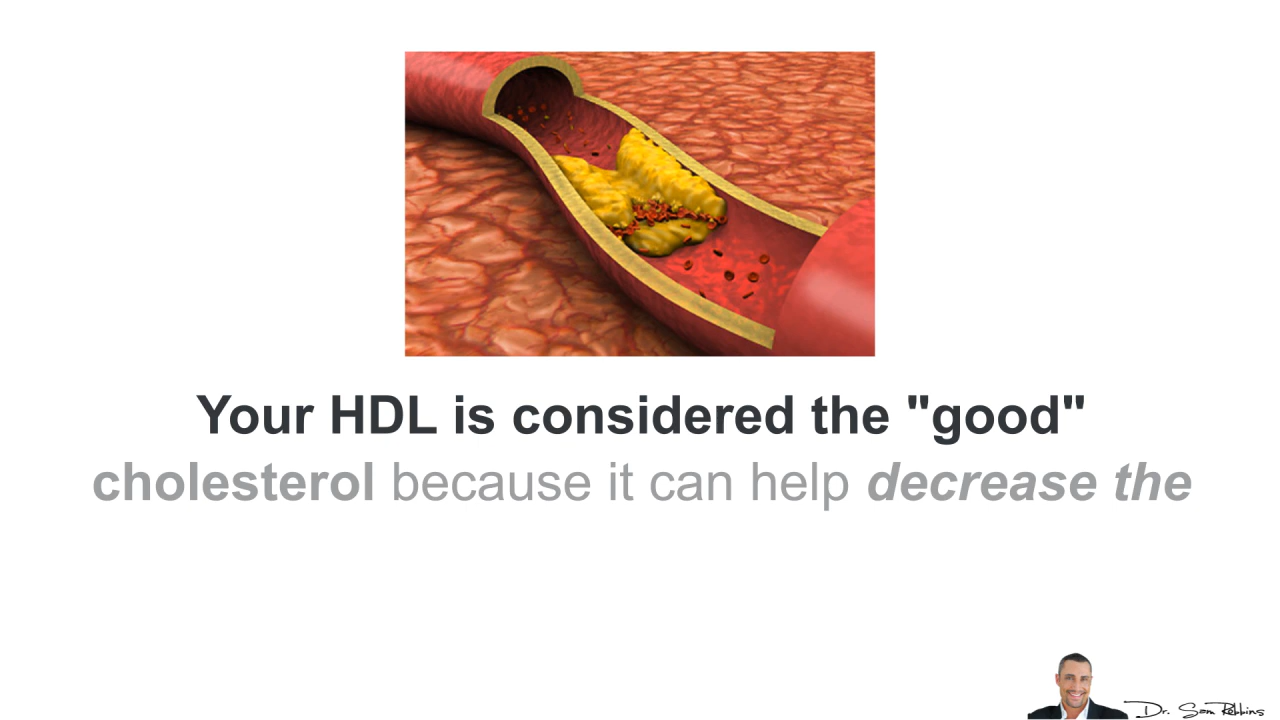 Your HDL is considered the "good"
cholesterol because it can help decrease the
Dr. Sam Robbins